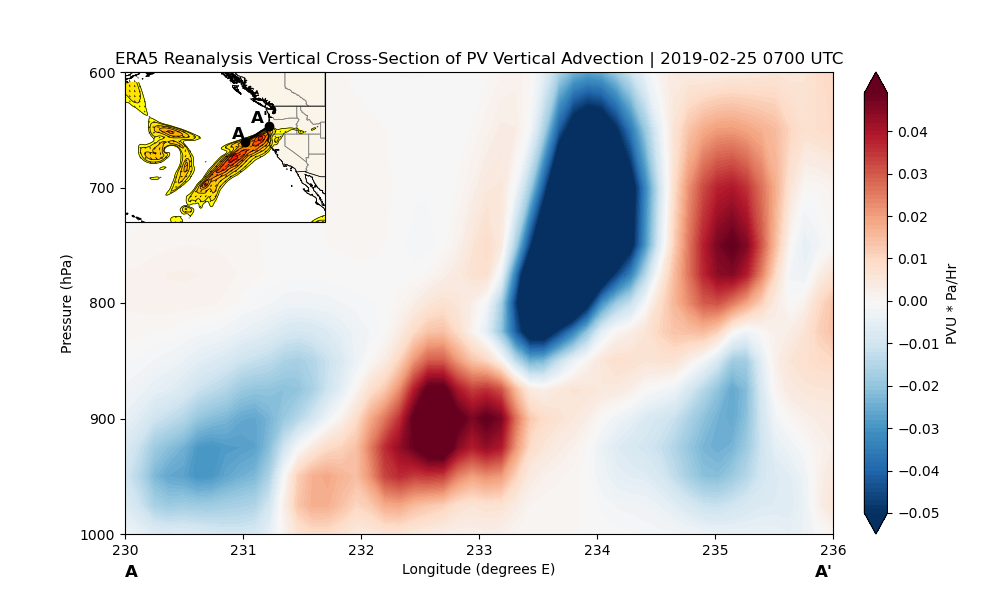 ERA5 Reanalysis Vertical Cross-Section of PV Vertical Advection | 2019-02-25 0700 UTC
600
700
800
900
1000
Pressure (hPa)
A
A'
230
231
232
233
234
235
236
Longitude (degrees E)
A
A'
0.04
0.03
0.02
0.01
0.00
−0.01
−0.02
−0.03
−0.04
−0.05
PVU * Pa/Hr